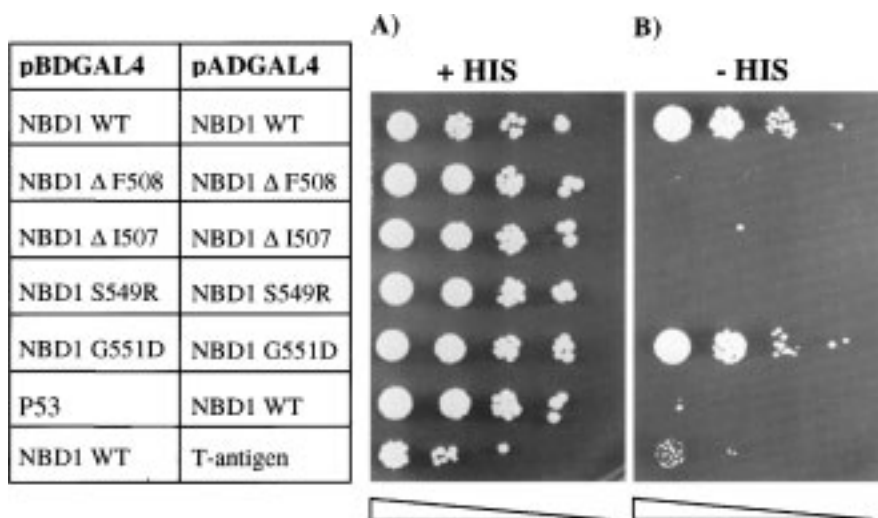 A) B)
+ HIS - HIS
pBDGAL4 pADGAL4
NBD1 WT NBD1 WT
NBD1 Δ F508 NBD1 Δ F508
NBD1 Δ I507 NBD1 Δ I507
NBD1 S549R NBD1 S549R
NBD1 G551D NBD1 G551D
P53 NBD1 WT
NBD1 WT T-antigen